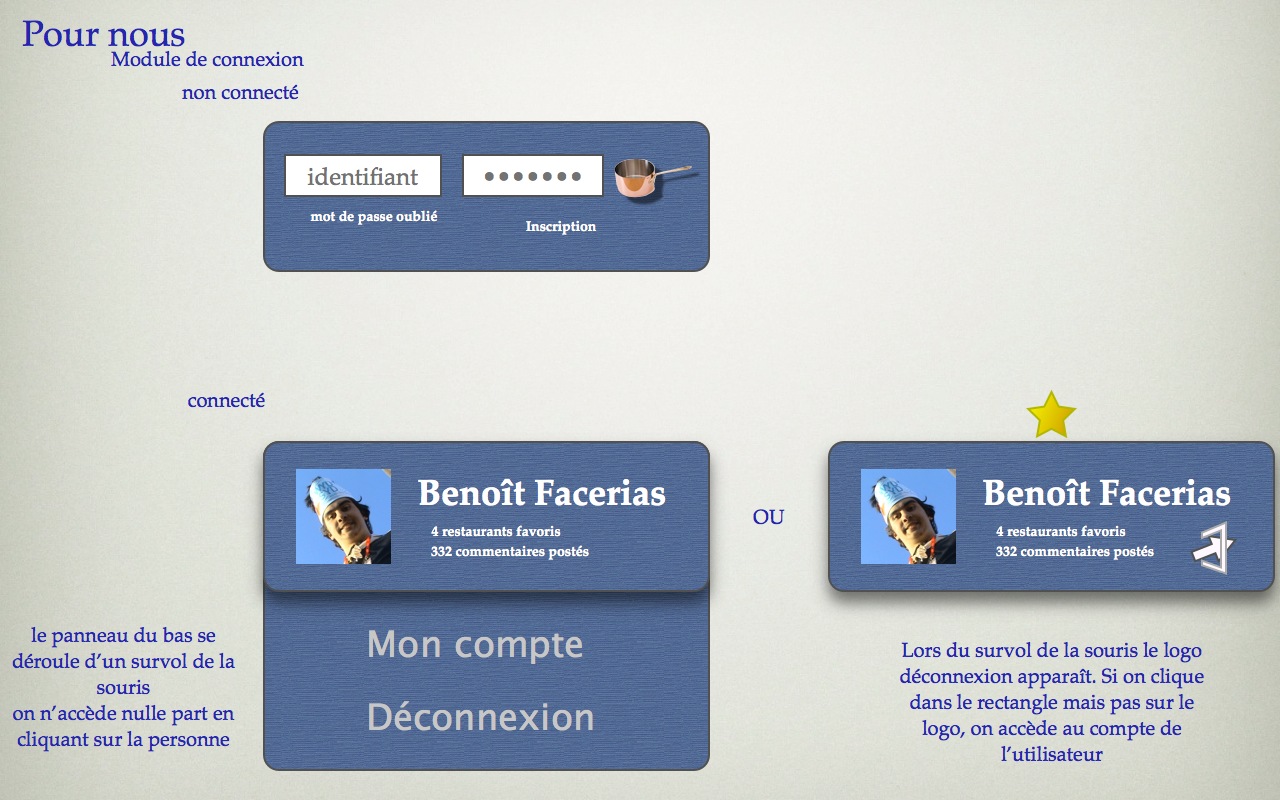 Pour nous
Module de connexion
non connecté
identifiant
mot de passe oublié
Inscription
connecté
Benoît Facerias
4 restaurants favoris
332 commentaires postés
OU
Benoît Facerias
4 restaurants favoris
332 commentaires postés
le panneau du bas se
déroule d’un survol de la
souris
on n’accède nulle part en
cliquant sur la personne
Mon compte
Déconnexion
Lors du survol de la souris le logo
déconnexion apparaît. Si on clique
dans le rectangle mais pas sur le
logo, on accède au compte de
l’utilisateur